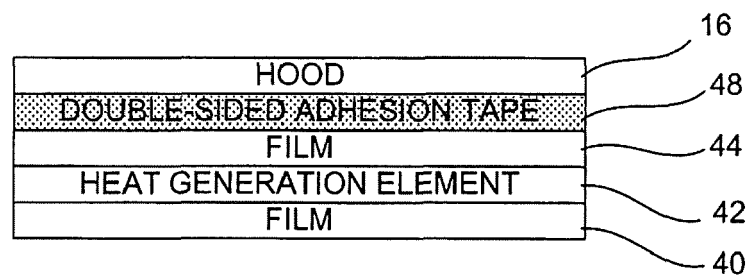 HOOD 16
DOUBLE-SIDED ADHESION TAPE 48
FILM 44
HEAT GENERATION ELEMENT 42
FILM 40